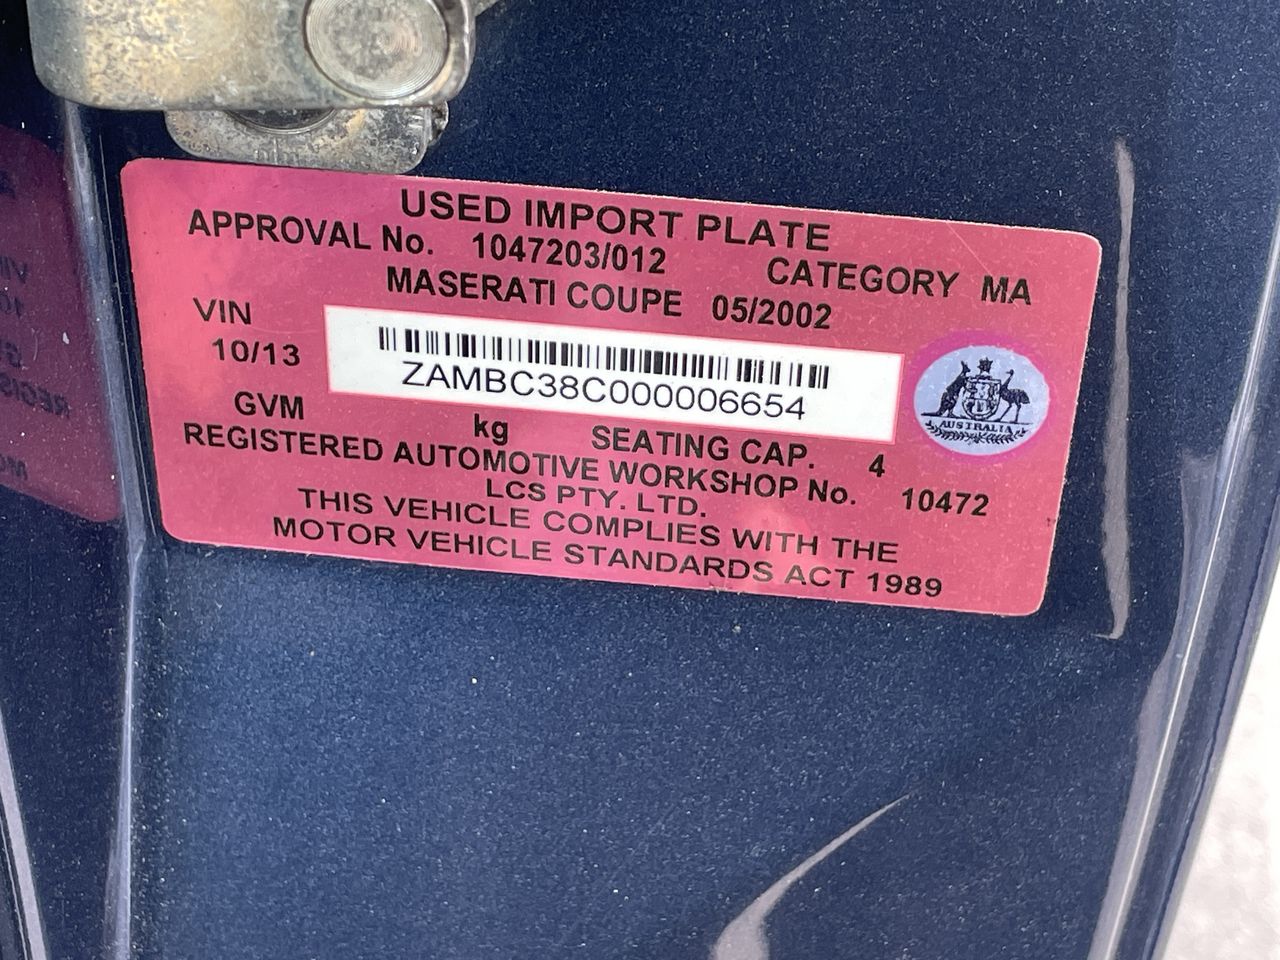 USED IMPORT PLATE
APPROVAL No. 1047203/012 CATEGORY MA
MASERATI COUPE 05/2002
VIN
10/13 ZAMBC38C000006654
AUSTRALIA
GVM kg SEATING CAP. 4
REGISTERED AUTOMOTIVE WORKSHOP No. 10472
LCS PTY. LTD.
THIS VEHICLE COMPLIES WITH THE
MOTOR VEHICLE STANDARDS ACT 1989